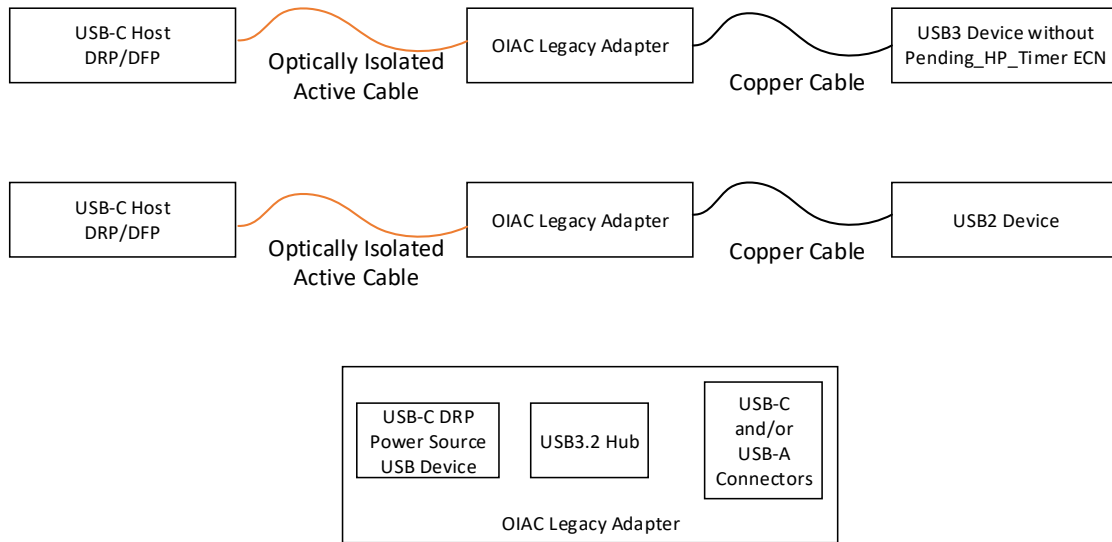 USB-C Host
DRP/DFP
Optically Isolated
Active Cable
OIAC Legacy Adapter
Copper Cable
USB3 Device without
Pending_HP_Timer ECN
USB-C Host
DRP/DFP
Optically Isolated
Active Cable
OIAC Legacy Adapter
Copper Cable
USB2 Device
USB-C DRP
Power Source
USB Device
USB3.2 Hub
USB-C
and/or
USB-A
Connectors
OIAC Legacy Adapter